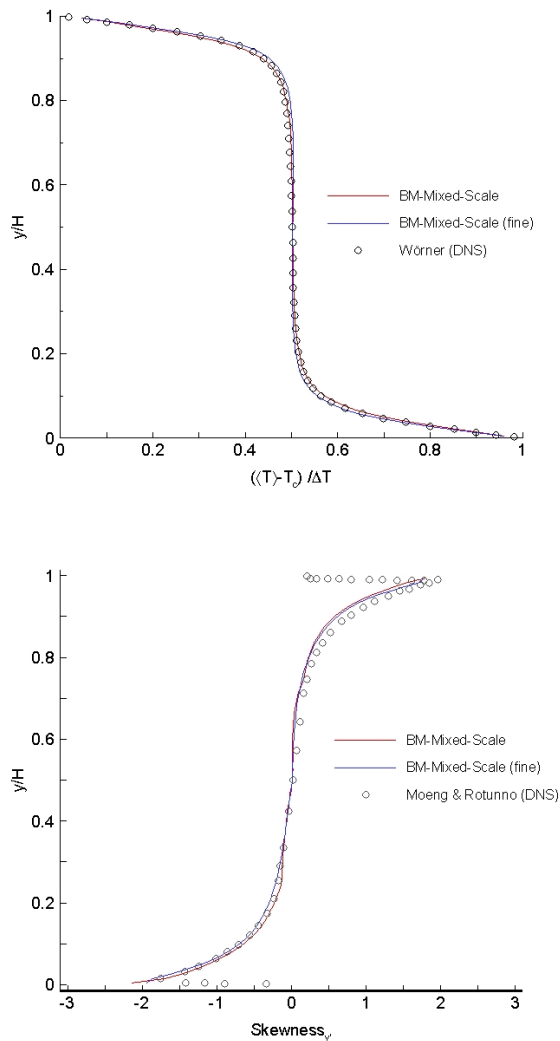 1
0.8
0.6
0.4
0.2
0
y/H
BM-Mixed-Scale
BM-Mixed-Scale (fine)
Wörner (DNS)
0 0.2 0.4 0.6 0.8 1
(⟨T⟩-T_c) /ΔT
1
0.8
0.6
0.4
0.2
0
y/H
BM-Mixed-Scale
BM-Mixed-Scale (fine)
Moeng & Rotunno (DNS)
-3 -2 -1 0 1 2 3
Skewness_v'